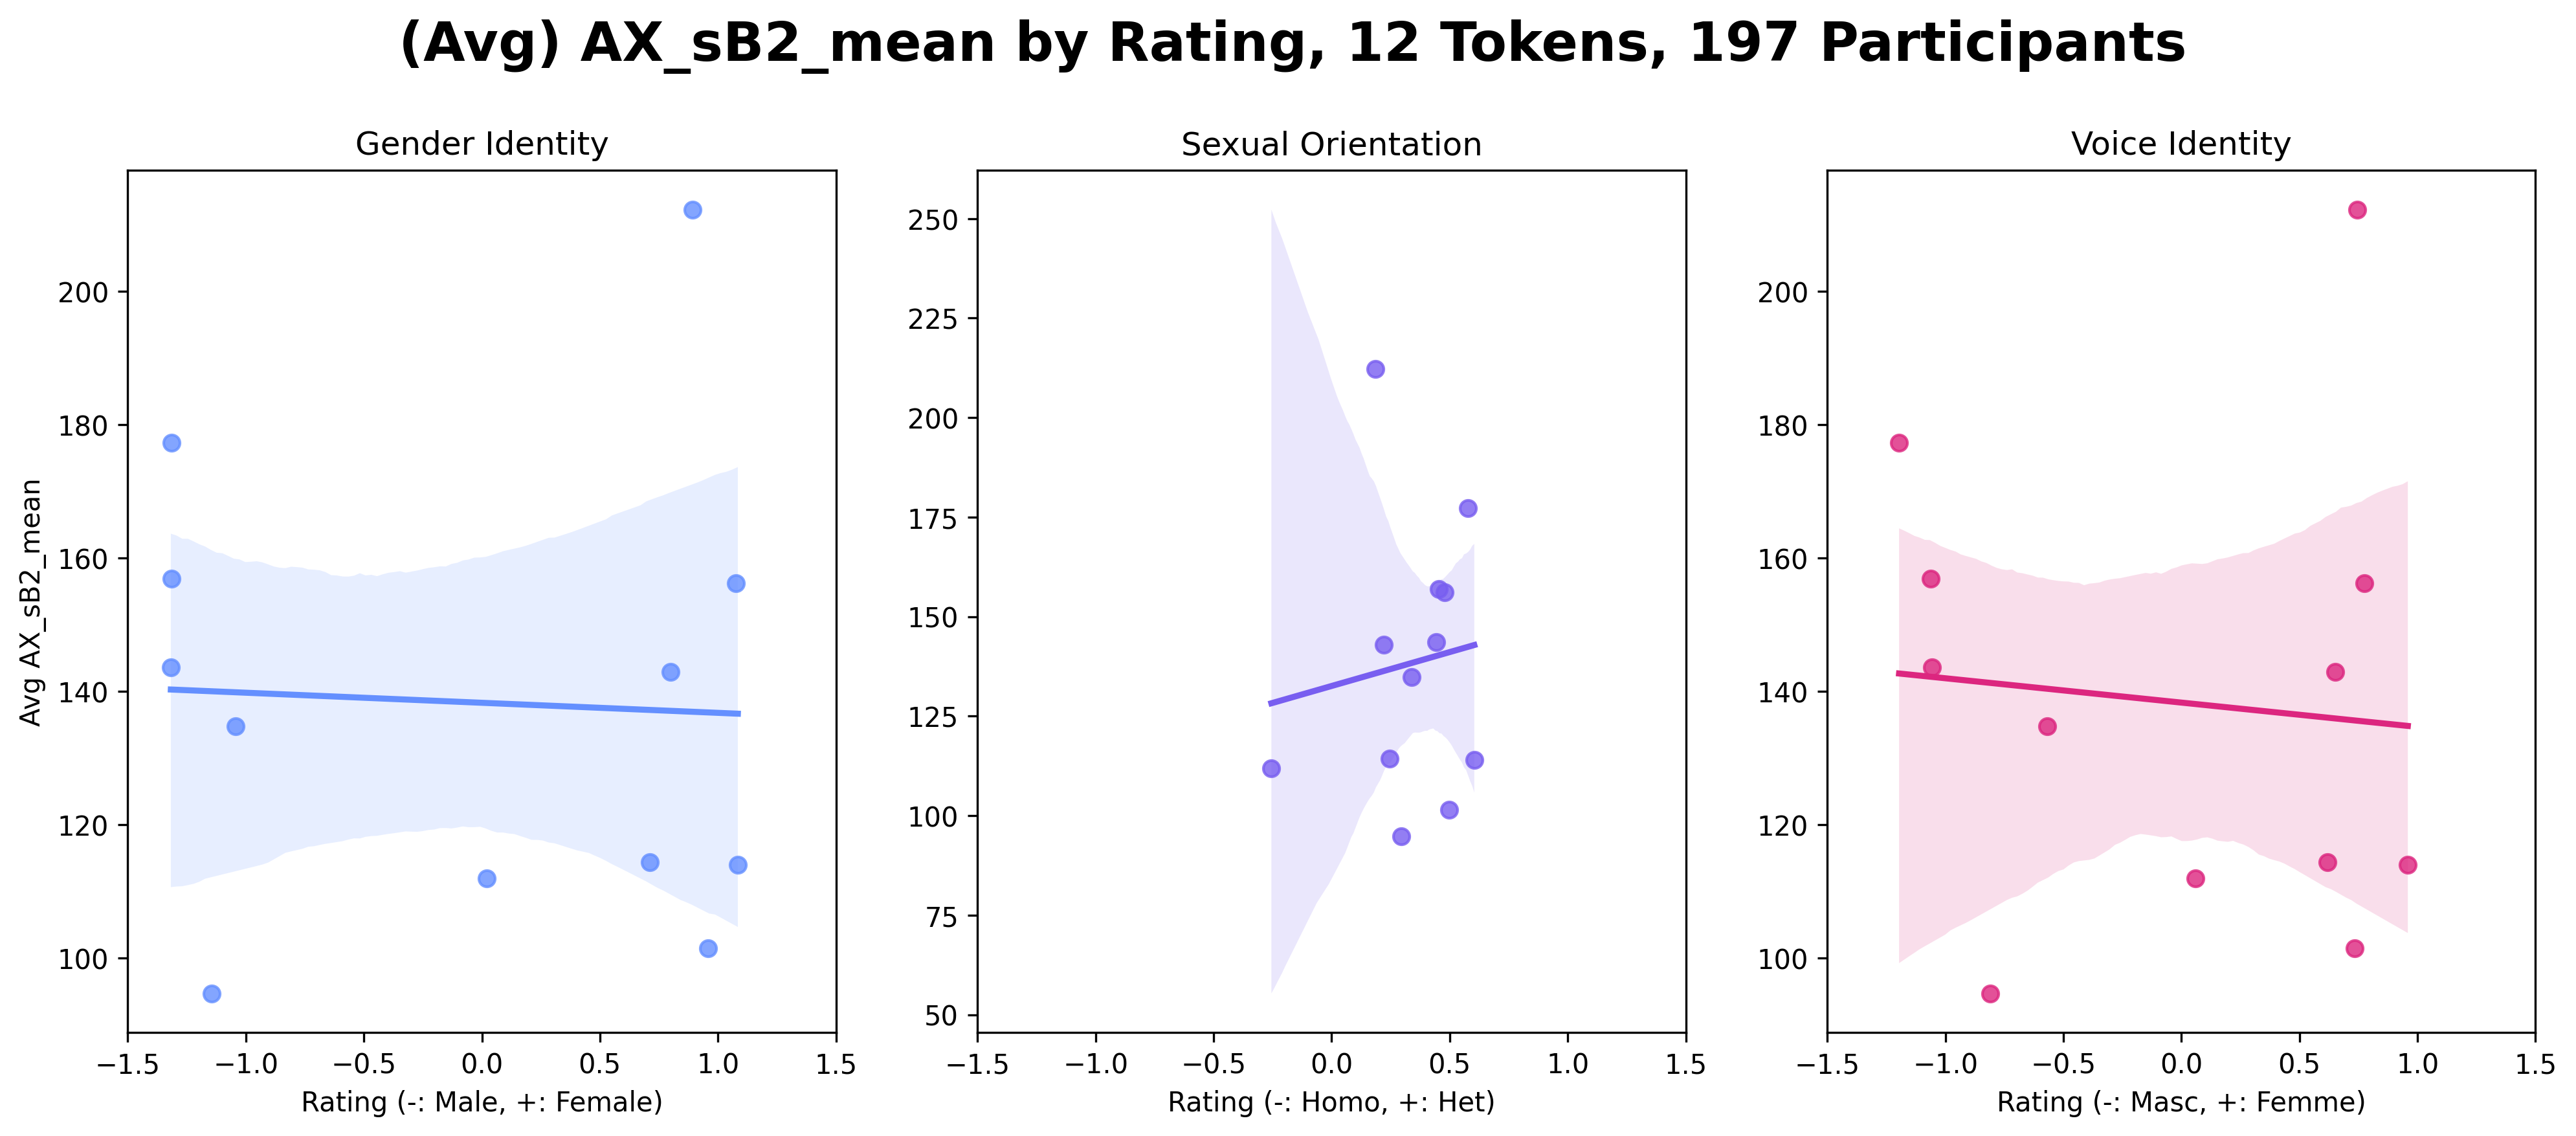 (Avg) AX_sB2_mean by Rating, 12 Tokens, 197 Participants
Gender Identity
Avg AX_sB2_mean
200
180
160
140
120
100
−1.5 −1.0 −0.5 0.0 0.5 1.0 1.5
Rating (-: Male, +: Female)
Sexual Orientation
250
225
200
175
150
125
100
75
50
−1.5 −1.0 −0.5 0.0 0.5 1.0 1.5
Rating (-: Homo, +: Het)
Voice Identity
200
180
160
140
120
100
−1.5 −1.0 −0.5 0.0 0.5 1.0 1.5
Rating (-: Masc, +: Femme)